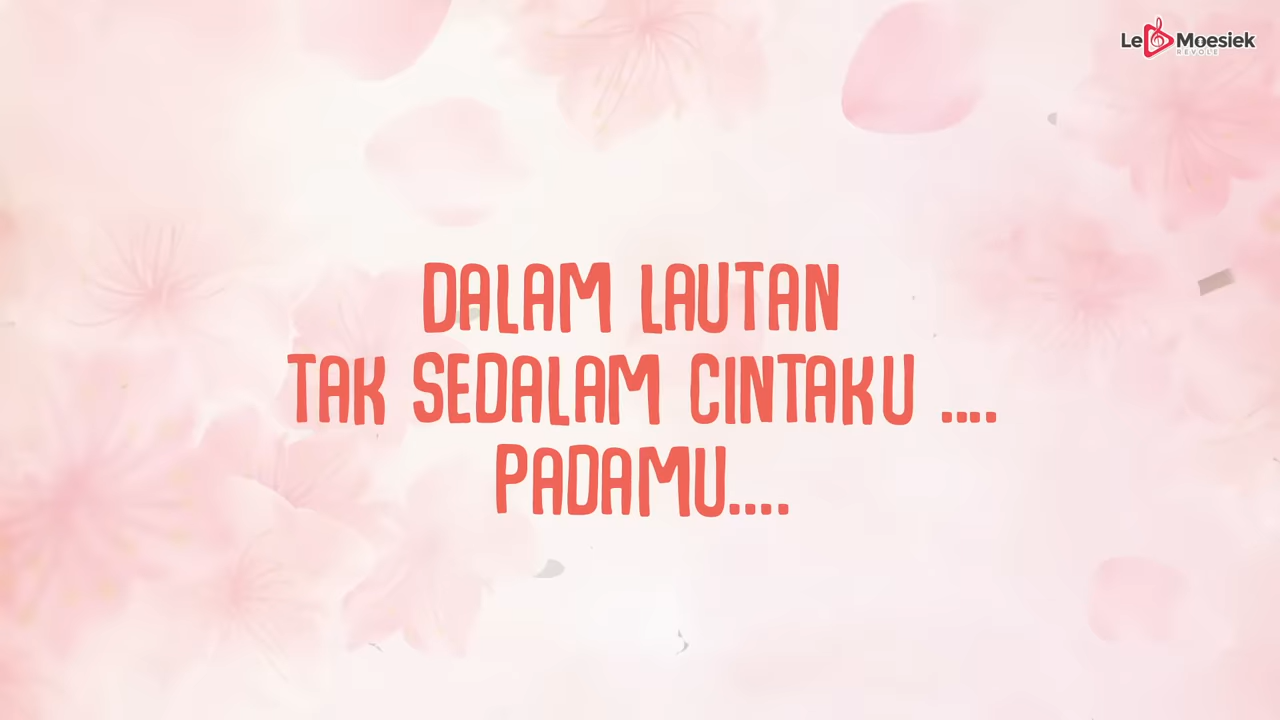 Le Moesiek
REVOLE
DALAM LAUTAN
TAK SEDALAM CINTAKU ....
PADAMU....